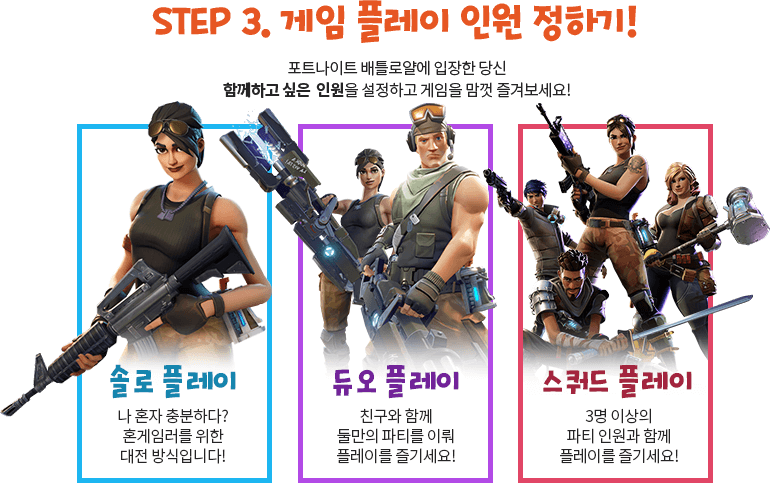 STEP 3. 게임 플레이 인원 정하기!
포트나이트 배틀로얄에 입장한 당신
함께하고 싶은 인원을 설정하고 게임을 맘껏 즐겨보세요!
솔로 플레이
나 혼자 충분하다?
혼게임러를 위한
대전 방식입니다!
듀오 플레이
친구와 함께
둘만의 파티를 이뤄
플레이를 즐기세요!
스쿼드 플레이
3명 이상의
파티 인원과 함께
플레이를 즐기세요!